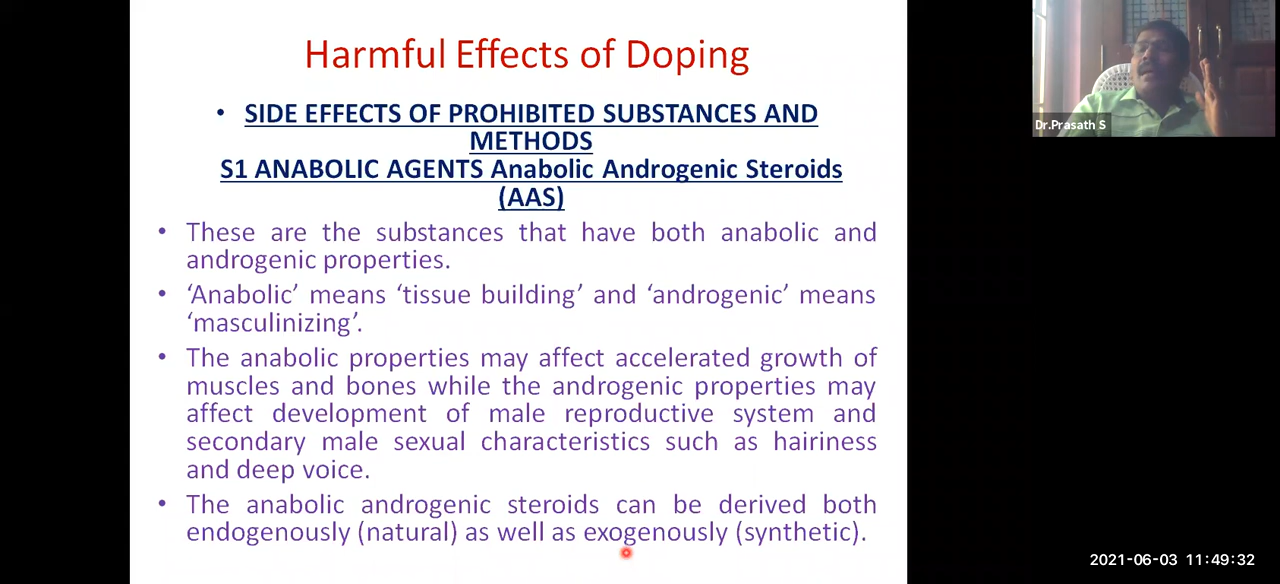 Harmful Effects of Doping
• SIDE EFFECTS OF PROHIBITED SUBSTANCES AND
METHODS
S1 ANABOLIC AGENTS Anabolic Androgenic Steroids
(AAS)
• These are the substances that have both anabolic and
androgenic properties.
• ‘Anabolic’ means ‘tissue building’ and ‘androgenic’ means
‘masculinizing’.
• The anabolic properties may affect accelerated growth of
muscles and bones while the androgenic properties may
affect development of male reproductive system and
secondary male sexual characteristics such as hairiness
and deep voice.
• The anabolic androgenic steroids can be derived both
endogenously (natural) as well as exogenously (synthetic).
Dr.Prasath S
2021-06-03 11:49:32